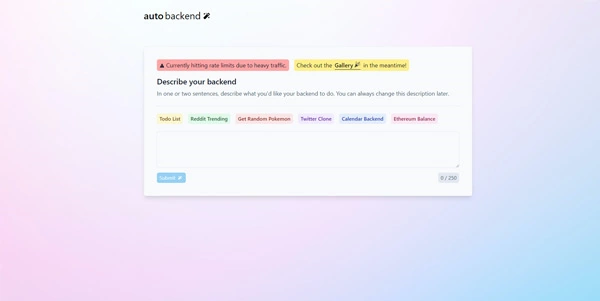 auto backend
Currently hitting rate limits due to heavy traffic. Check out the Gallery in the meantime!
Describe your backend
In one or two sentences, describe what you'd like your backend to do. You can always change this description later.
Todo List Reddit Trending Get Random Pokemon Twitter Clone Calendar Backend Ethereum Balance
Submit 0 / 250